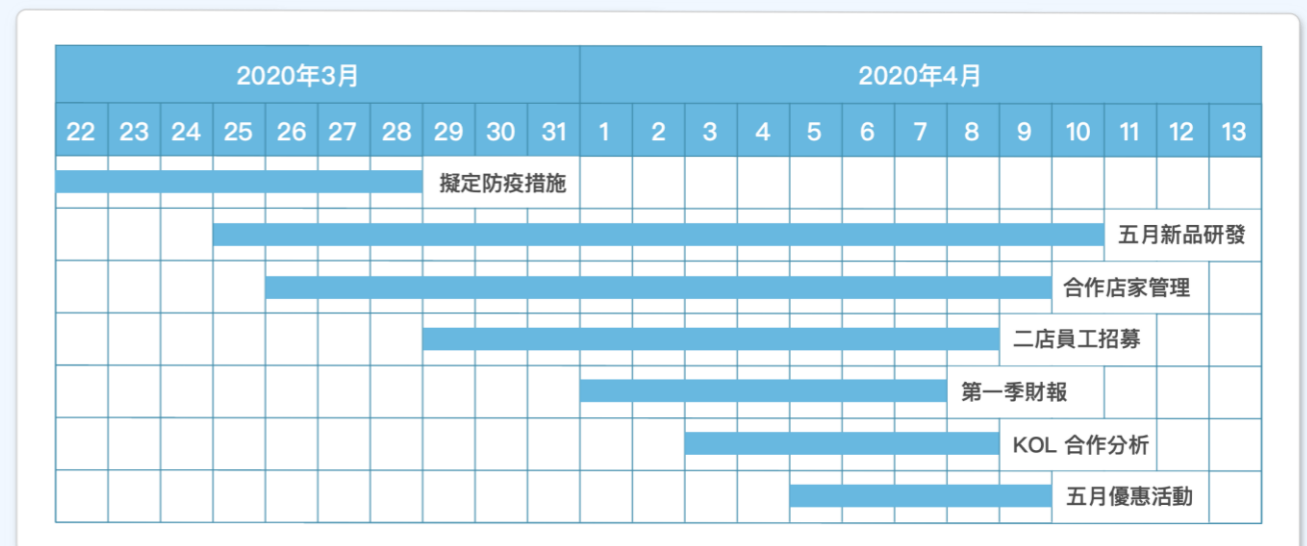 2020年3月 2020年4月
22 23 24 25 26 27 28 29 30 31 1 2 3 4 5 6 7 8 9 10 11 12 13
擬定防疫措施
五月新品研發
合作店家管理
二店員工招募
第一季財報
KOL 合作分析
五月優惠活動